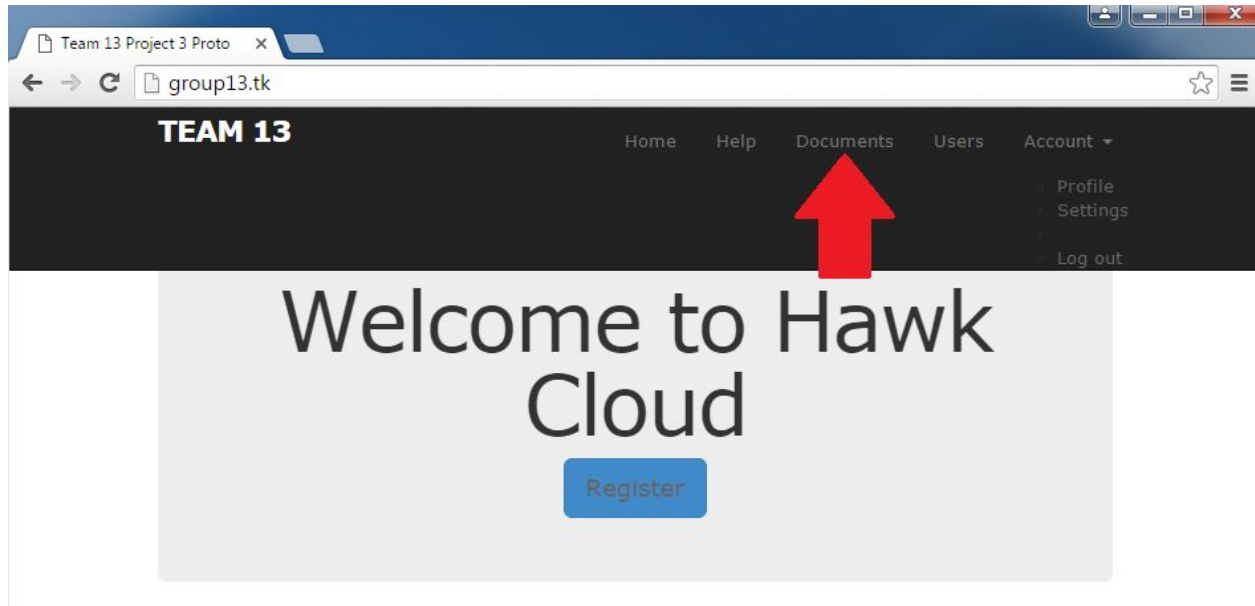 Team 13 Project 3 Proto
group13.tk
TEAM 13
Home Help Documents Users Account
Profile
Settings
Log out
Welcome to Hawk
Cloud
Register